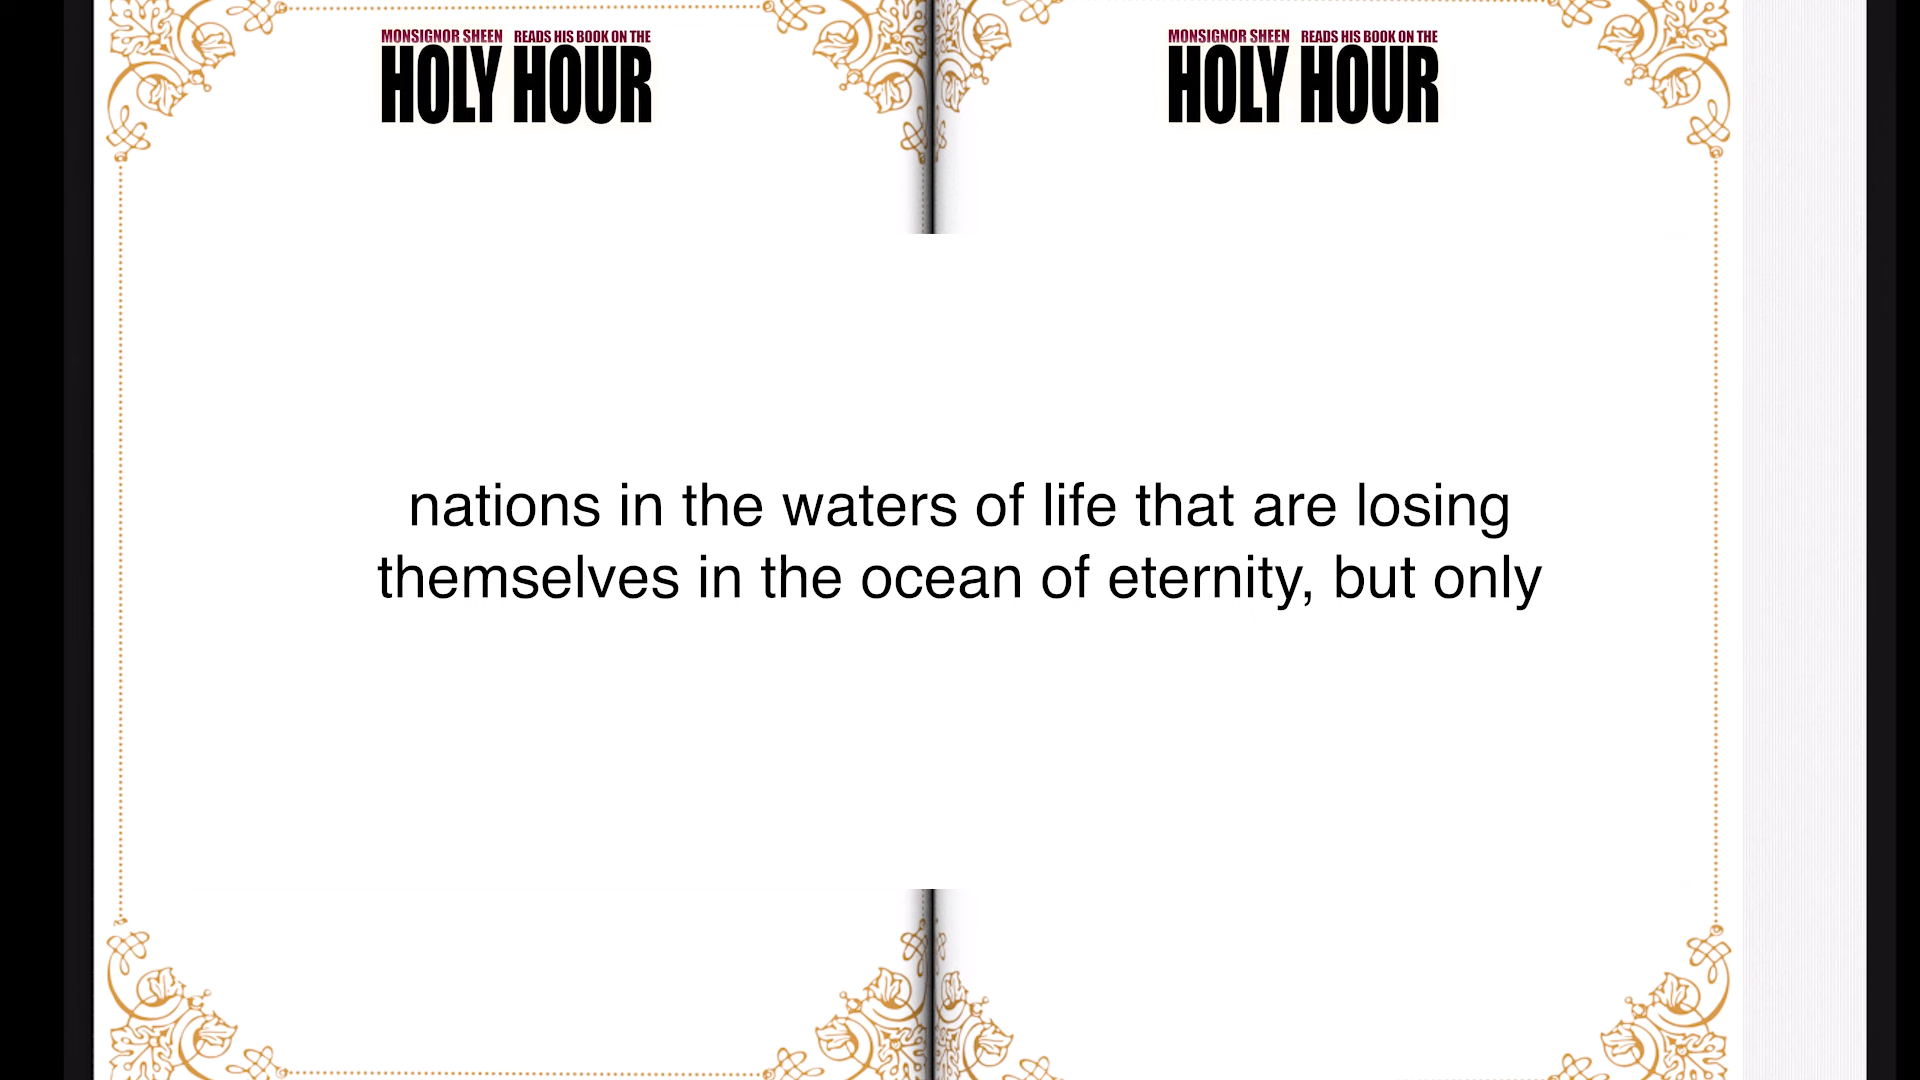 MONSIGNOR SHEEN READS HIS BOOK ON THE
HOLY HOUR
MONSIGNOR SHEEN READS HIS BOOK ON THE
HOLY HOUR
nations in the waters of life that are losing
themselves in the ocean of eternity, but only